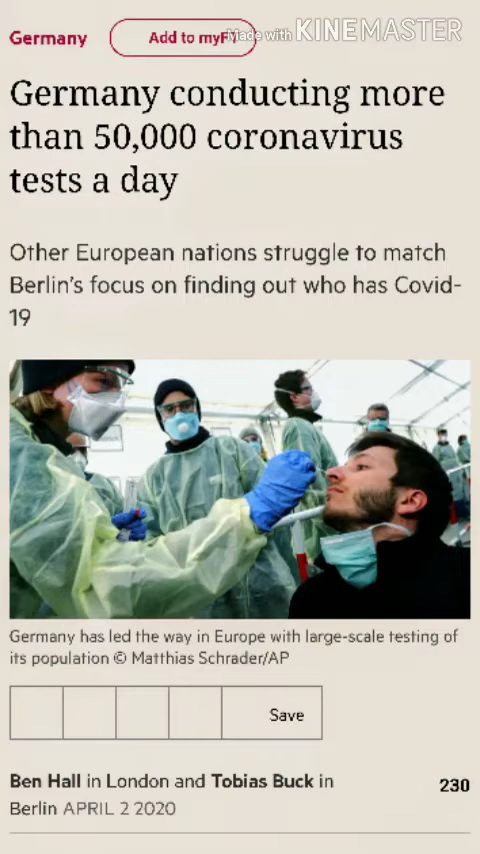 Germany
Add to myFT
Made with KINEMASTER
Germany conducting more
than 50,000 coronavirus
tests a day
Other European nations struggle to match
Berlin's focus on finding out who has Covid-
19
Germany has led the way in Europe with large-scale testing of
its population © Matthias Schrader/AP
Save
Ben Hall in London and Tobias Buck in
Berlin APRIL 2 2020
230